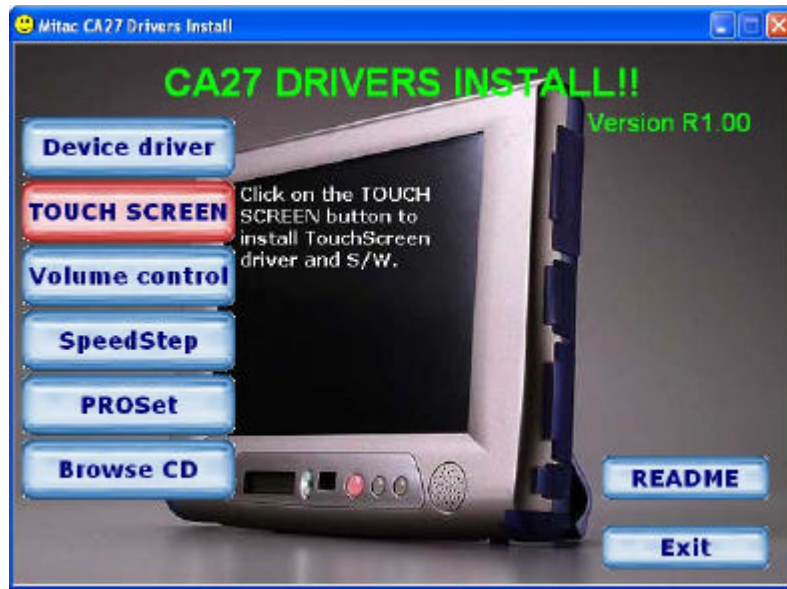 Mitac CA27 Drivers Install
CA27 DRIVERS INSTALL!!
Version R1.00
Device driver
TOUCH SCREEN
Click on the TOUCH
SCREEN button to
install TouchScreen
driver and S/W.
Volume control
SpeedStep
PROSet
Browse CD
README
Exit